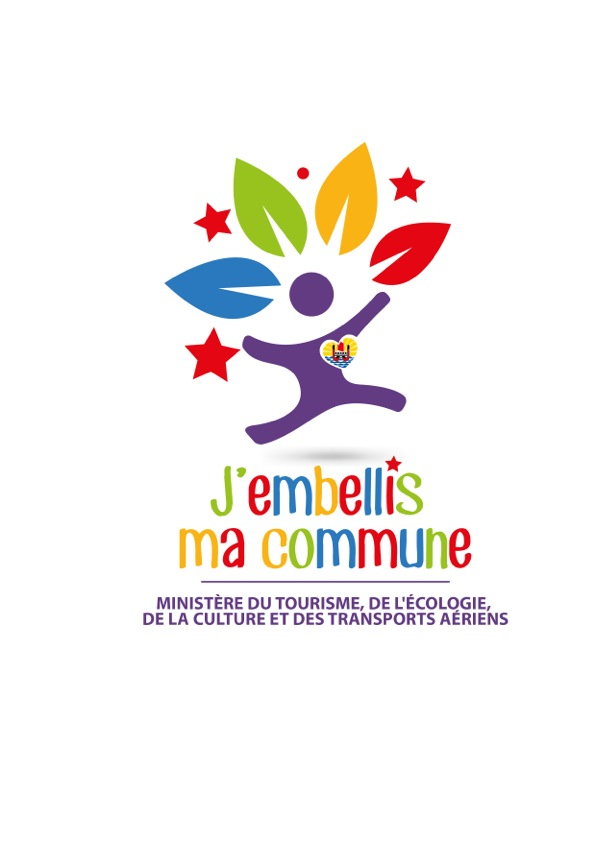 J'embellis
ma commune
MINISTÈRE DU TOURISME, DE L'ÉCOLOGIE,
DE LA CULTURE ET DES TRANSPORTS AÉRIENS